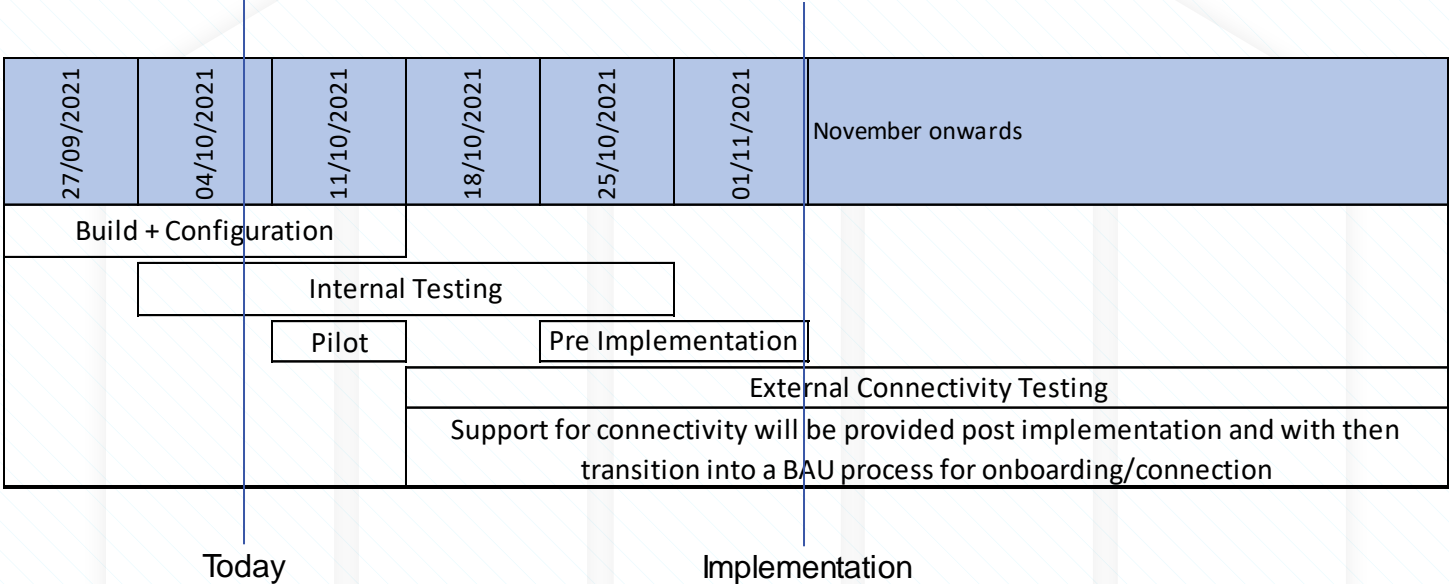 27/09/2021
04/10/2021
11/10/2021
18/10/2021
25/10/2021
01/11/2021
November onwards
Build + Configuration
Internal Testing
Pilot
Pre Implementation
External Connectivity Testing
Support for connectivity will be provided post implementation and with then
transition into a BAU process for onboarding/connection
Today
Implementation